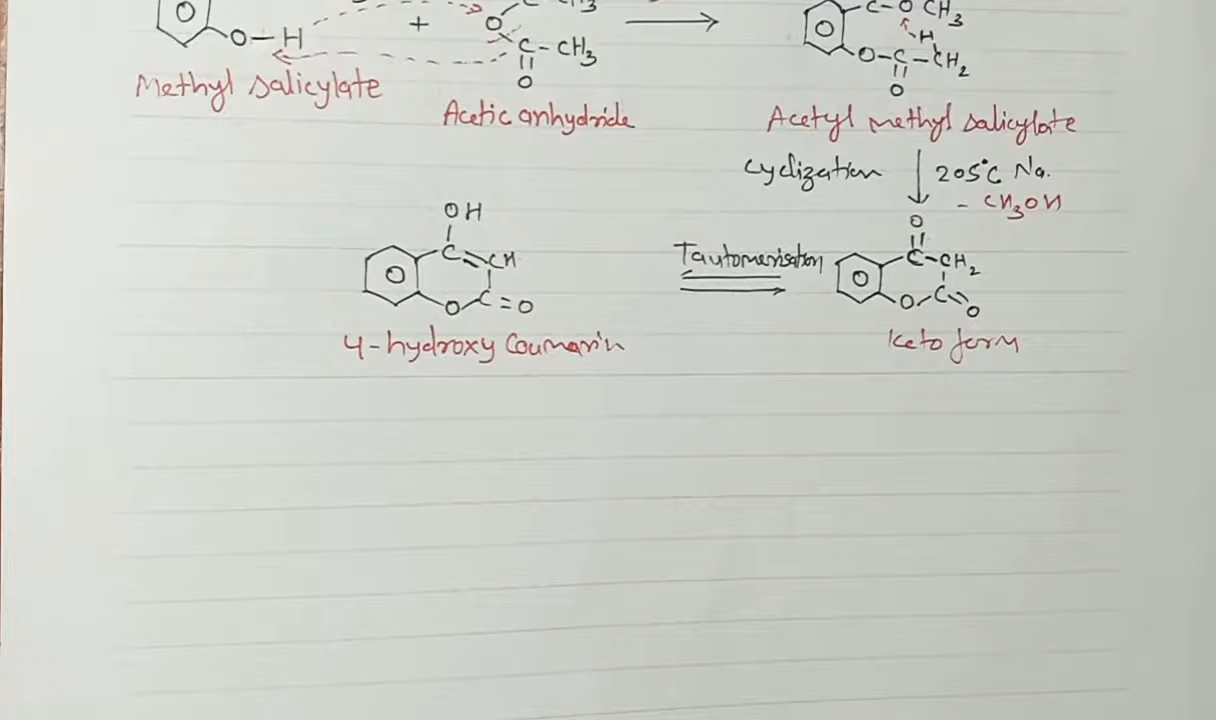 C-OCH3
O-H + O CH3
C-CH3
O
H
O-C-CH2
O
Methyl salicylate
Acetic anhydride
Acetyl methyl salicylate
Cyclization 205°C Na.
- CH3OH
OH
C=CH
O C=O
Tautomerisation
O
C-CH2
O C=O
4-hydroxy Coumarin
Keto form